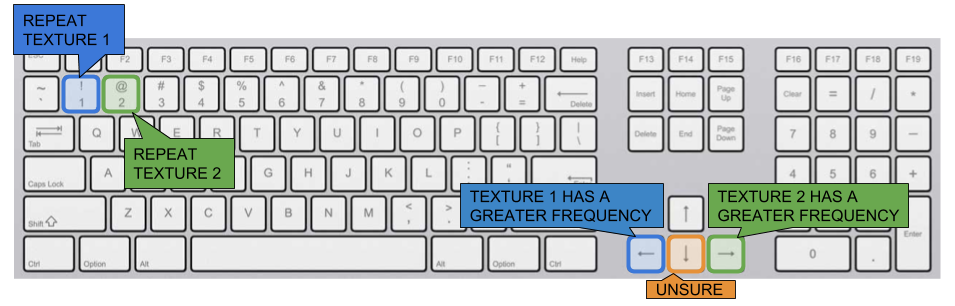 REPEAT
TEXTURE 1
F2 F3 F4 F5 F6 F7 F8 F9 F10 F11 F12 Help F13 F14 F15 F16 F17 F18 F19
~ ! @ # $ % ^ & * ( ) _ +
` 1 2 3 4 5 6 7 8 9 0 - = Delete Insert Home Page Up Clear = / *
Tab Q W E R T Y U I O P { [ } ] | \ Delete End Page Down 7 8 9 -
REPEAT
TEXTURE 2
Caps Lock A G H J K L : ; " 4 5 6 +
TEXTURE 1 HAS A
GREATER FREQUENCY
TEXTURE 2 HAS A
GREATER FREQUENCY
Shift Z X C V B N M < , > ↑ Enter
Ctrl Option Alt Alt Option Ctrl ← ↓ → 0 .
UNSURE